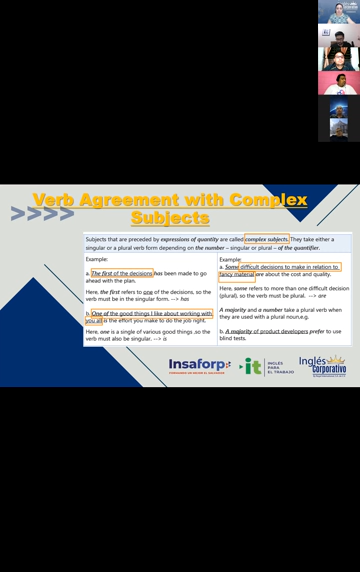 Verb Agreement with Complex
Subjects
>>>>
Subjects that are preceded by expressions of quantity are called complex subjects. They take either a
singular or a plural verb form depending on the number – singular or plural – of the quantifier.
Example:
a. The first of the decisions has been made to go
ahead with the plan.
Here, the first refers to one of the decisions, so the
verb must be in the singular form. --> has
b. One of the good things I like about working with
you all is the effort you make to do the job right.
Here, one is a single of various good things ,so the
verb must also be singular. --> is
Example:
a. Some difficult decisions to make in relation to
fancy material are about the cost and quality.
Here, some refers to more than one difficult decision
(plural), so the verb must be plural. --> are
A majority and a number take a plural verb when
they are used with a plural noun,e.g.
b. A majority of product developers prefer to use
blind tests.
Insaforp
it
INGLÉS
PARA
EL TRABAJO
Inglés
Corporativo